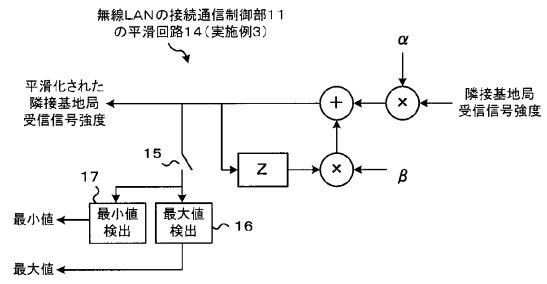 無線LANの接続通信制御部11
の平滑回路14(実施例3)
α
平滑化された
隣接基地局
受信信号強度
+
×
隣接基地局
受信信号強度
15
Z
×
β
17
最小値
最小値
検出
最大値
検出
16
最大値